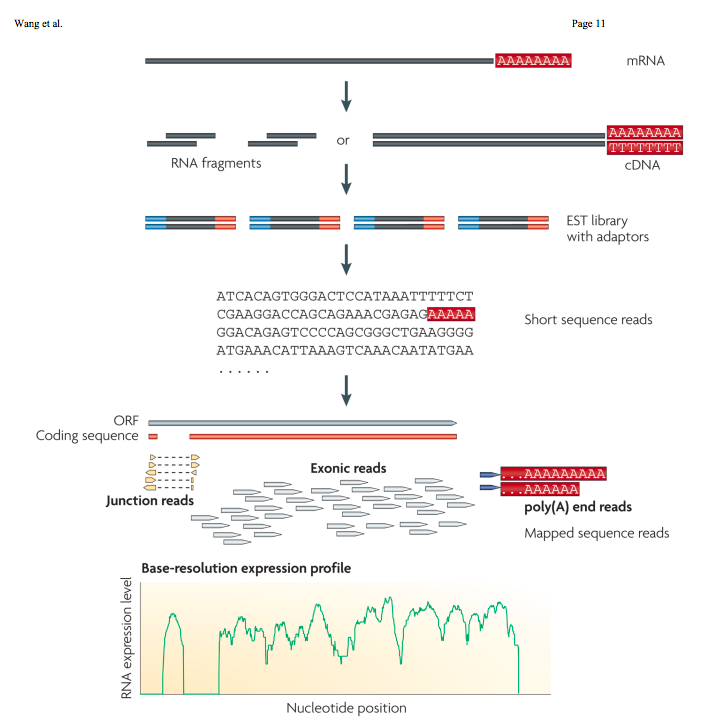 Wang et al.
Page 11
AAAAAAAA
mRNA
or
AAAAAAAA
TTTTTTTT
RNA fragments
cDNA
EST library
with adaptors
ATCACAGTGGGACTCCATAAATTTTTCT
CGAAGGACCAGCAGAAACGAGAGAAAAA
GGACAGAGTCCCCAGCGGGCTGAAGGGG
ATGAAACATTAAAGTCAAACAATATGAA
. . . . . .
Short sequence reads
ORF
Coding sequence
Exonic reads
Junction reads
...AAAAAAAAA
...AAAAAA
poly(A) end reads
Mapped sequence reads
Base-resolution expression profile
RNA expression level
Nucleotide position